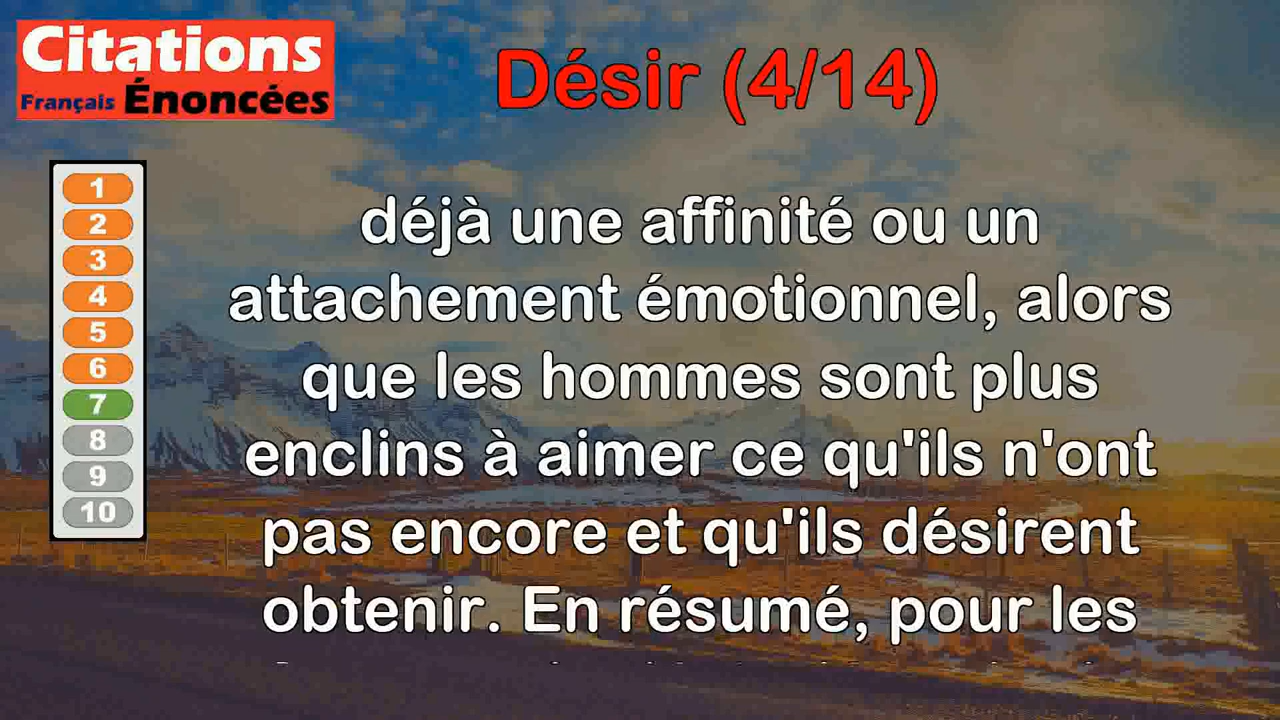 Citations
Français Énoncées
Désir (4/14)
1
2
3
4
5
6
7
8
9
10
déjà une affinité ou un
attachement émotionnel, alors
que les hommes sont plus
enclins à aimer ce qu'ils n'ont
pas encore et qu'ils désirent
obtenir. En résumé, pour les